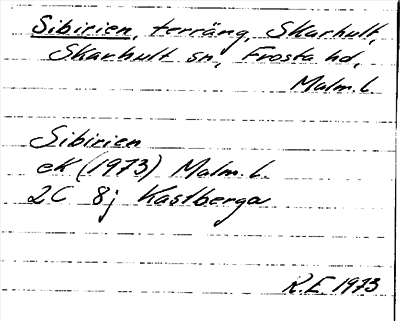 Sibirien, terräng, Skarhult,
Skarhult sn, Frosta hd,
Malm. L
Sibirien
ek (1973) Malm. L.
2C 8j Kastberga
R.E 1973